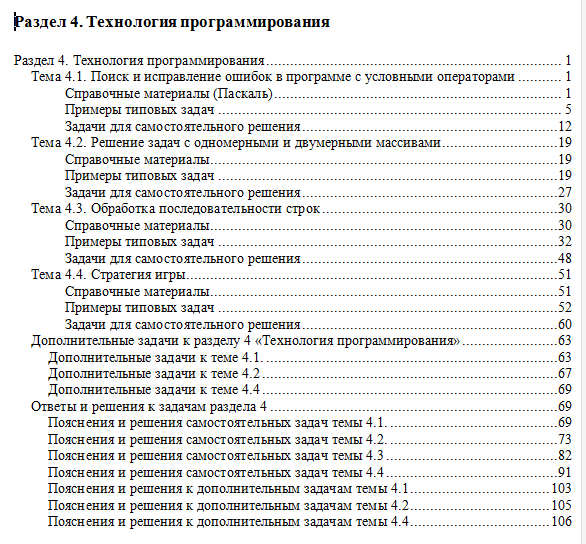 Раздел 4. Технология программирования
Раздел 4. Технология программирования 1
Тема 4.1. Поиск и исправление ошибок в программе с условными операторами 1
Справочные материалы (Паскаль) 1
Примеры типовых задач 5
Задачи для самостоятельного решения 12
Тема 4.2. Решение задач с одномерными и двумерными массивами 19
Справочные материалы 19
Примеры типовых задач 19
Задачи для самостоятельного решения 27
Тема 4.3. Обработка последовательности строк 30
Справочные материалы 30
Примеры типовых задач 32
Задачи для самостоятельного решения 48
Тема 4.4. Стратегия игры 51
Справочные материалы 51
Примеры типовых задач 52
Задачи для самостоятельного решения 60
Дополнительные задачи к разделу 4 «Технология программирования» 63
Дополнительные задачи к теме 4.1. 63
Дополнительные задачи к теме 4.2 67
Дополнительные задачи к теме 4.4 69
Ответы и решения к задачам раздела 4 69
Пояснения и решения самостоятельных задач темы 4.1. 69
Пояснения и решения самостоятельных задач темы 4.2. 73
Пояснения и решения самостоятельных задач темы 4.3 82
Пояснения и решения самостоятельных задач темы 4.4 91
Пояснения и решения к дополнительным задачам темы 4.1 103
Пояснения и решения к дополнительным задачам темы 4.2 105
Пояснения и решения к дополнительным задачам темы 4.4 106